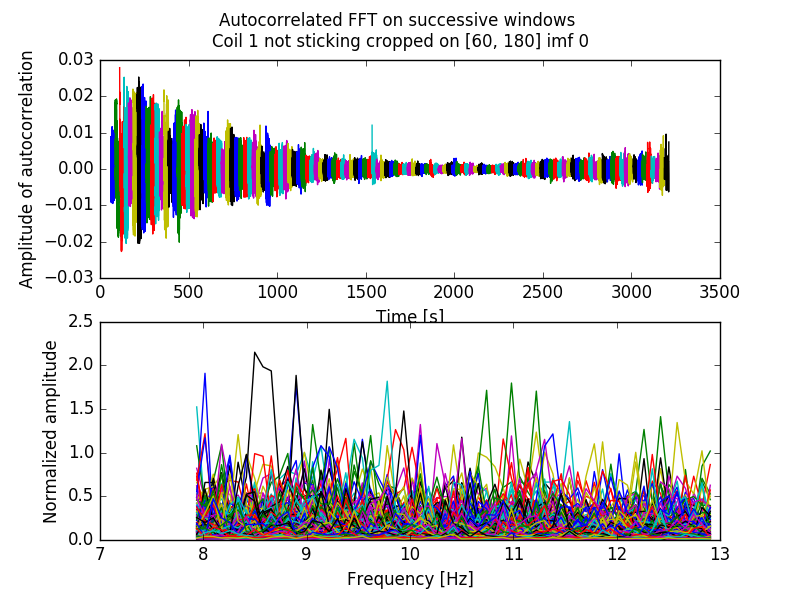 Autocorrelated FFT on successive windows
Coil 1 not sticking cropped on [60, 180] imf 0
0.03
0.02
0.01
0.00
−0.01
−0.02
−0.03
Amplitude of autocorrelation
0 500 1000 1500 2000 2500 3000 3500
Time [s]
2.5
2.0
1.5
1.0
0.5
0.0
Normalized amplitude
7 8 9 10 11 12 13
Frequency [Hz]